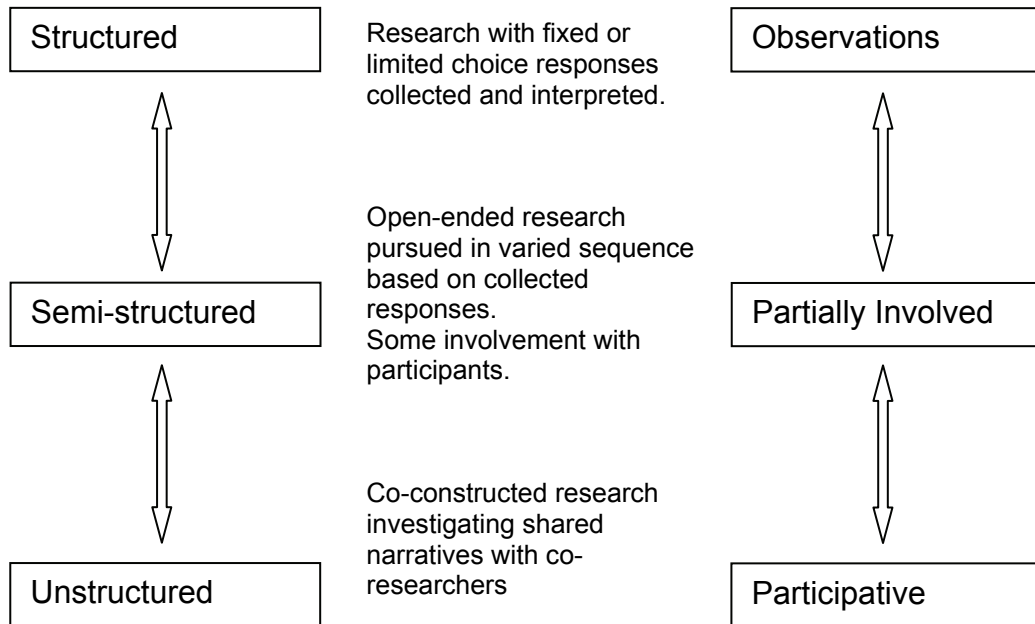 Structured
Research with fixed or
limited choice responses
collected and interpreted.
Observations
Open-ended research
pursued in varied sequence
based on collected
responses.
Some involvement with
participants.
Semi-structured
Partially Involved
Co-constructed research
investigating shared
narratives with co-
researchers
Unstructured
Participative